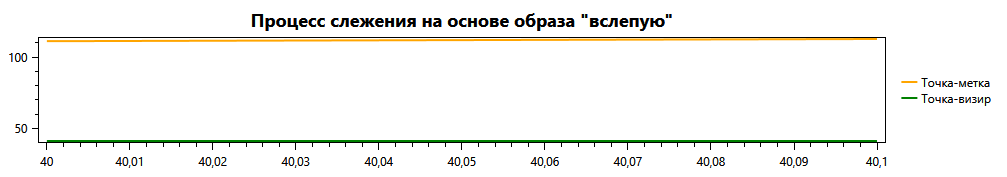 Процесс слежения на основе образа "вслепую"
100
50
Точка-метка
Точка-визир
40 40,01 40,02 40,03 40,04 40,05 40,06 40,07 40,08 40,09 40,1